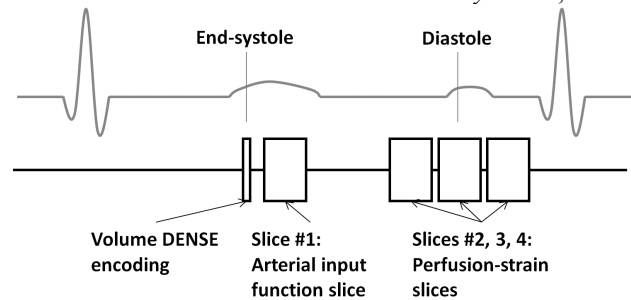 End-systole
Diastole
Volume DENSE
encoding
Slice #1:
Arterial input
function slice
Slices #2, 3, 4:
Perfusion-strain
slices